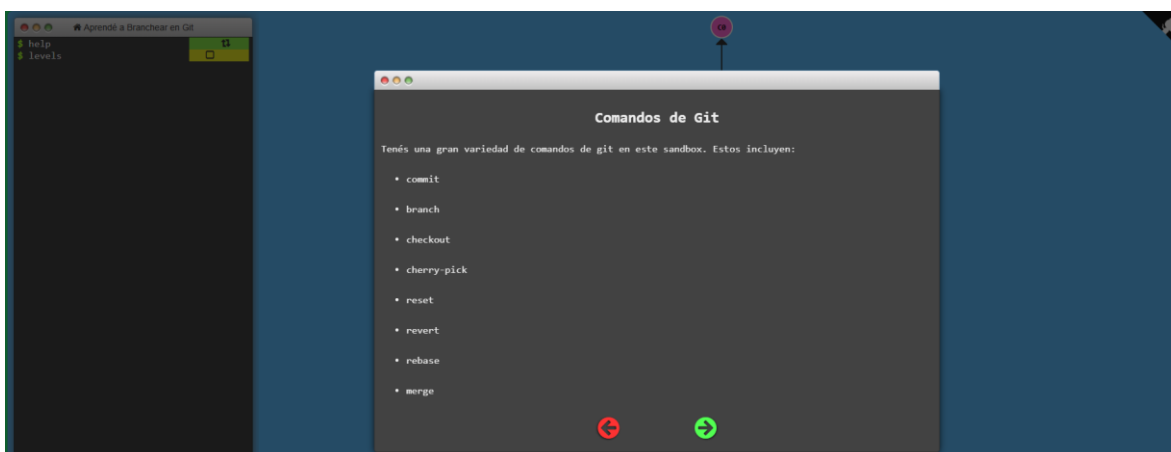 Aprendé a Branchear en Git
$ help
$ levels
C0
Comandos de Git
Tenés una gran variedad de comandos de git en este sandbox. Estos incluyen:
• commit
• branch
• checkout
• cherry-pick
• reset
• revert
• rebase
• merge